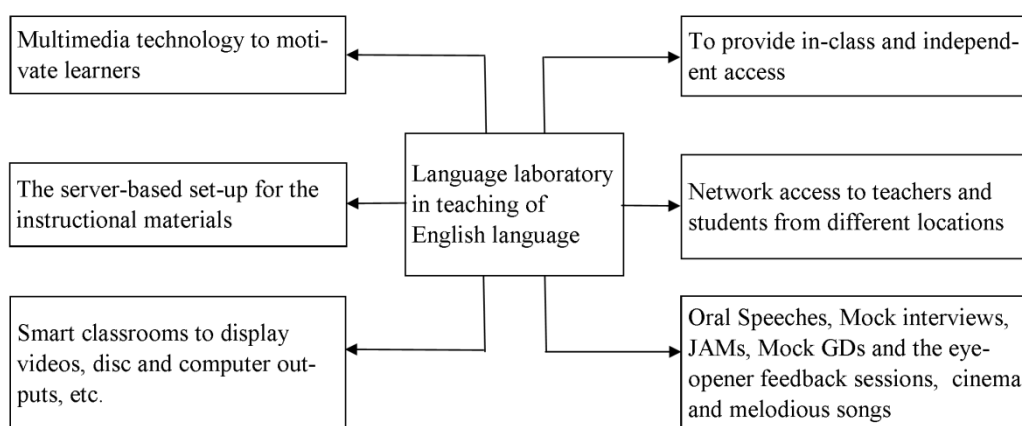 Multimedia technology to moti-
vate learners
To provide in-class and independ-
ent access
The server-based set-up for the
instructional materials
Language laboratory
in teaching of
English language
Network access to teachers and
students from different locations
Smart classrooms to display
videos, disc and computer out-
puts, etc.
Oral Speeches, Mock interviews,
JAMs, Mock GDs and the eye-
opener feedback sessions, cinema
and melodious songs